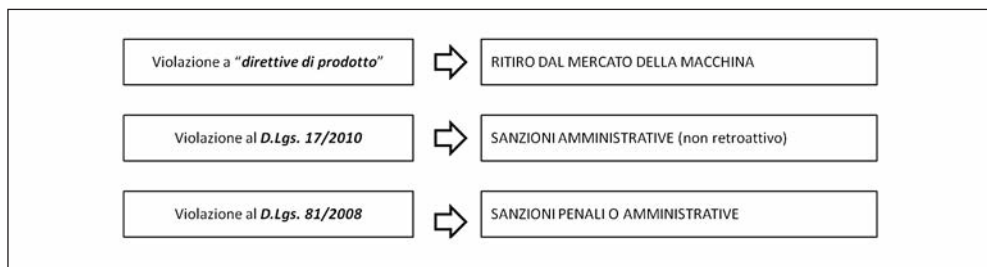 Violazione a “direttive di prodotto” RITIRO DAL MERCATO DELLA MACCHINA
Violazione al D.Lgs. 17/2010 SANZIONI AMMINISTRATIVE (non retroattivo)
Violazione al D.Lgs. 81/2008 SANZIONI PENALI O AMMINISTRATIVE